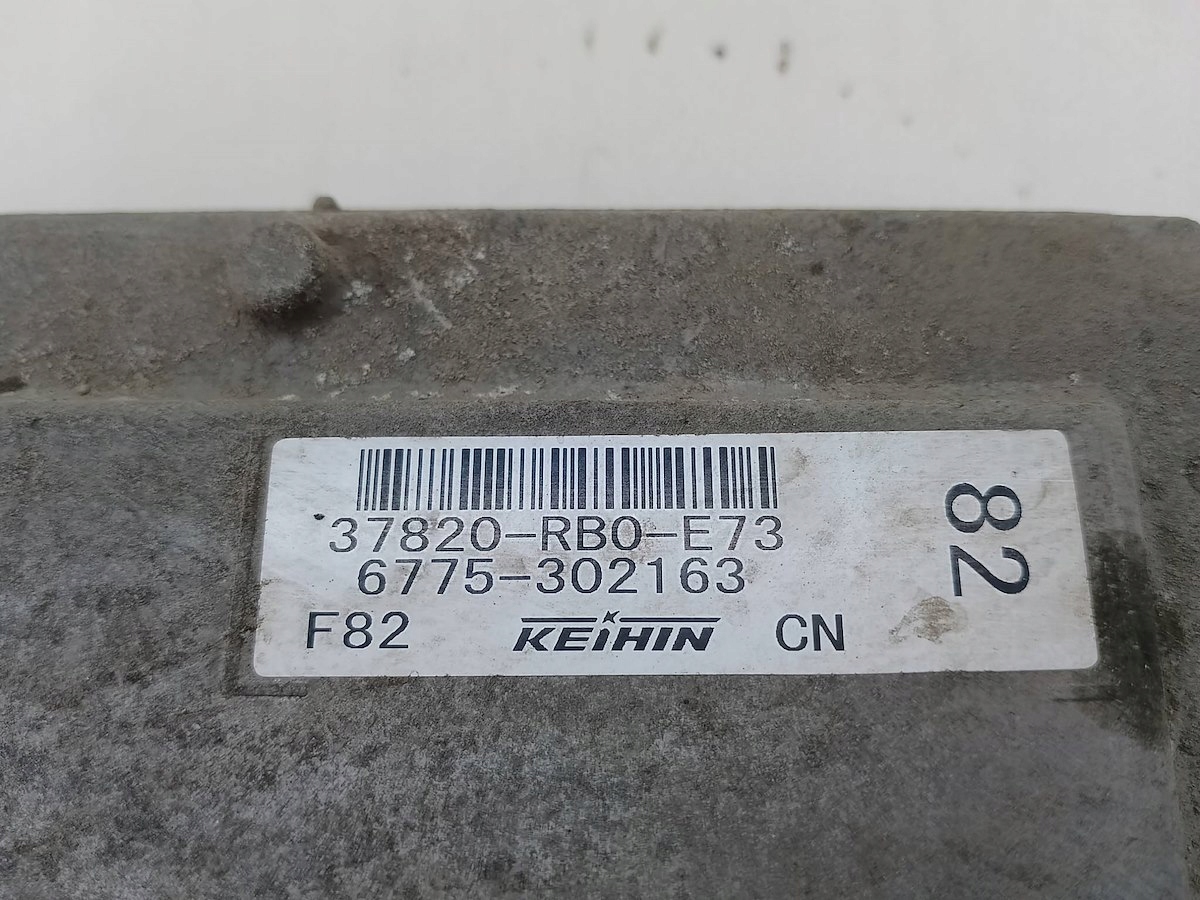 37820-RB0-E73
6775-302163
F82 KEIHIN CN
82